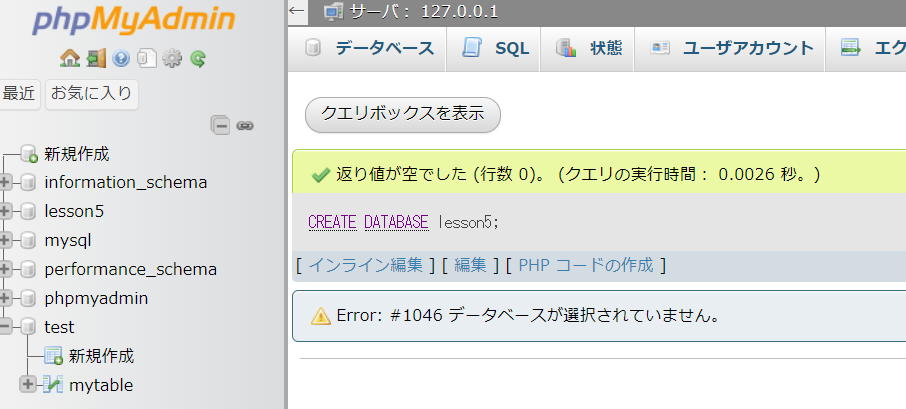 phpMyAdmin
最近 お気に入り
新規作成
information_schema
lesson5
mysql
performance_schema
phpmyadmin
test
新規作成
mytable
サーバ: 127.0.0.1
データベース SQL 状態 ユーザアカウント エク
クエリボックスを表示
返り値が空でした (行数 0)。 (クエリの実行時間: 0.0026 秒。)
CREATE DATABASE lesson5;
[ インライン編集 ] [ 編集 ] [ PHP コードの作成 ]
Error: #1046 データベースが選択されていません。